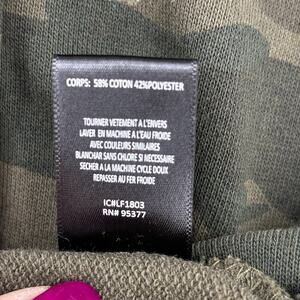 CORPS: 58% COTON 42%POLYESTER
TOURNER VETEMENT A L'ENVERS
LAVER EN MACHINE A L'EAU FROIDE
AVEC COULEURS SIMILAIRES
BLANCHAR SANS CHLORE SI NECESSAIRE
SECHER A LA MACHINE CYCLE DOUX
REPASSER AU FER FROIDE
IC#LF1803
RN# 95377